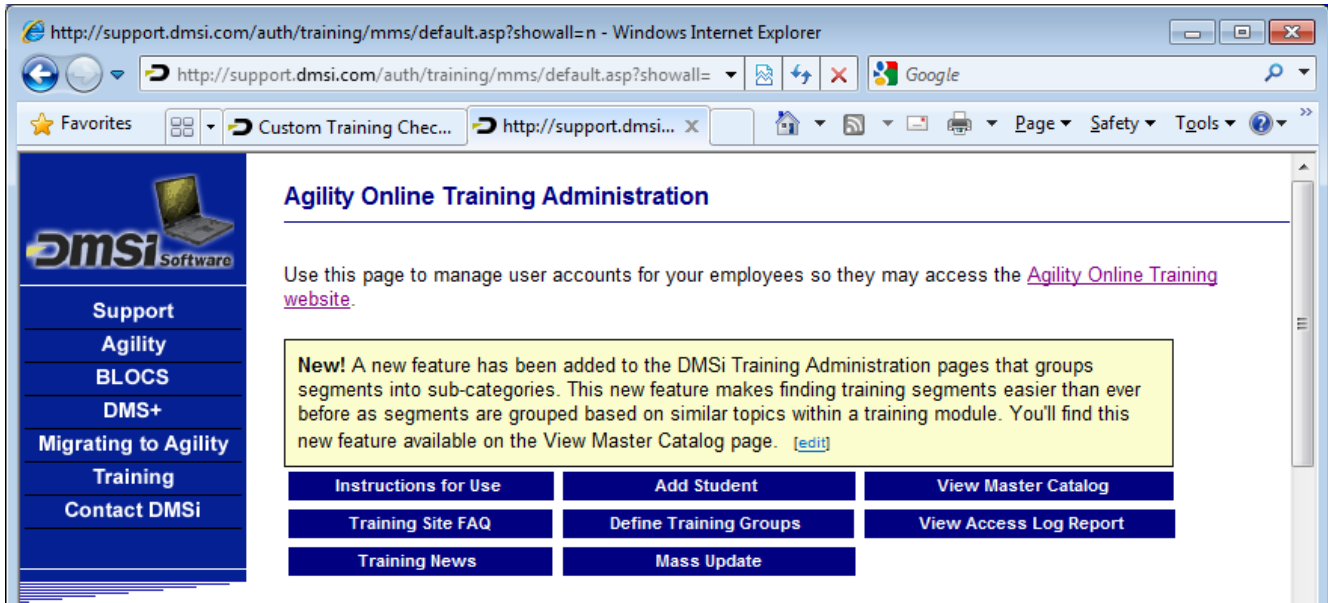 http://support.dmsi.com/auth/training/mms/default.asp?showall=n - Windows Internet Explorer
http://support.dmsi.com/auth/training/mms/default.asp?showall=
Google
Favorites
Custom Training Chec...
http://support.dmsi...
Page
Safety
Tools
DMSi
Software
Support
Agility
BLOCS
DMS+
Migrating to Agility
Training
Contact DMSi
Agility Online Training Administration
Use this page to manage user accounts for your employees so they may access the Agility Online Training
website.
New! A new feature has been added to the DMSi Training Administration pages that groups
segments into sub-categories. This new feature makes finding training segments easier than ever
before as segments are grouped based on similar topics within a training module. You'll find this
new feature available on the View Master Catalog page. [edit]
Instructions for Use
Add Student
View Master Catalog
Training Site FAQ
Define Training Groups
View Access Log Report
Training News
Mass Update